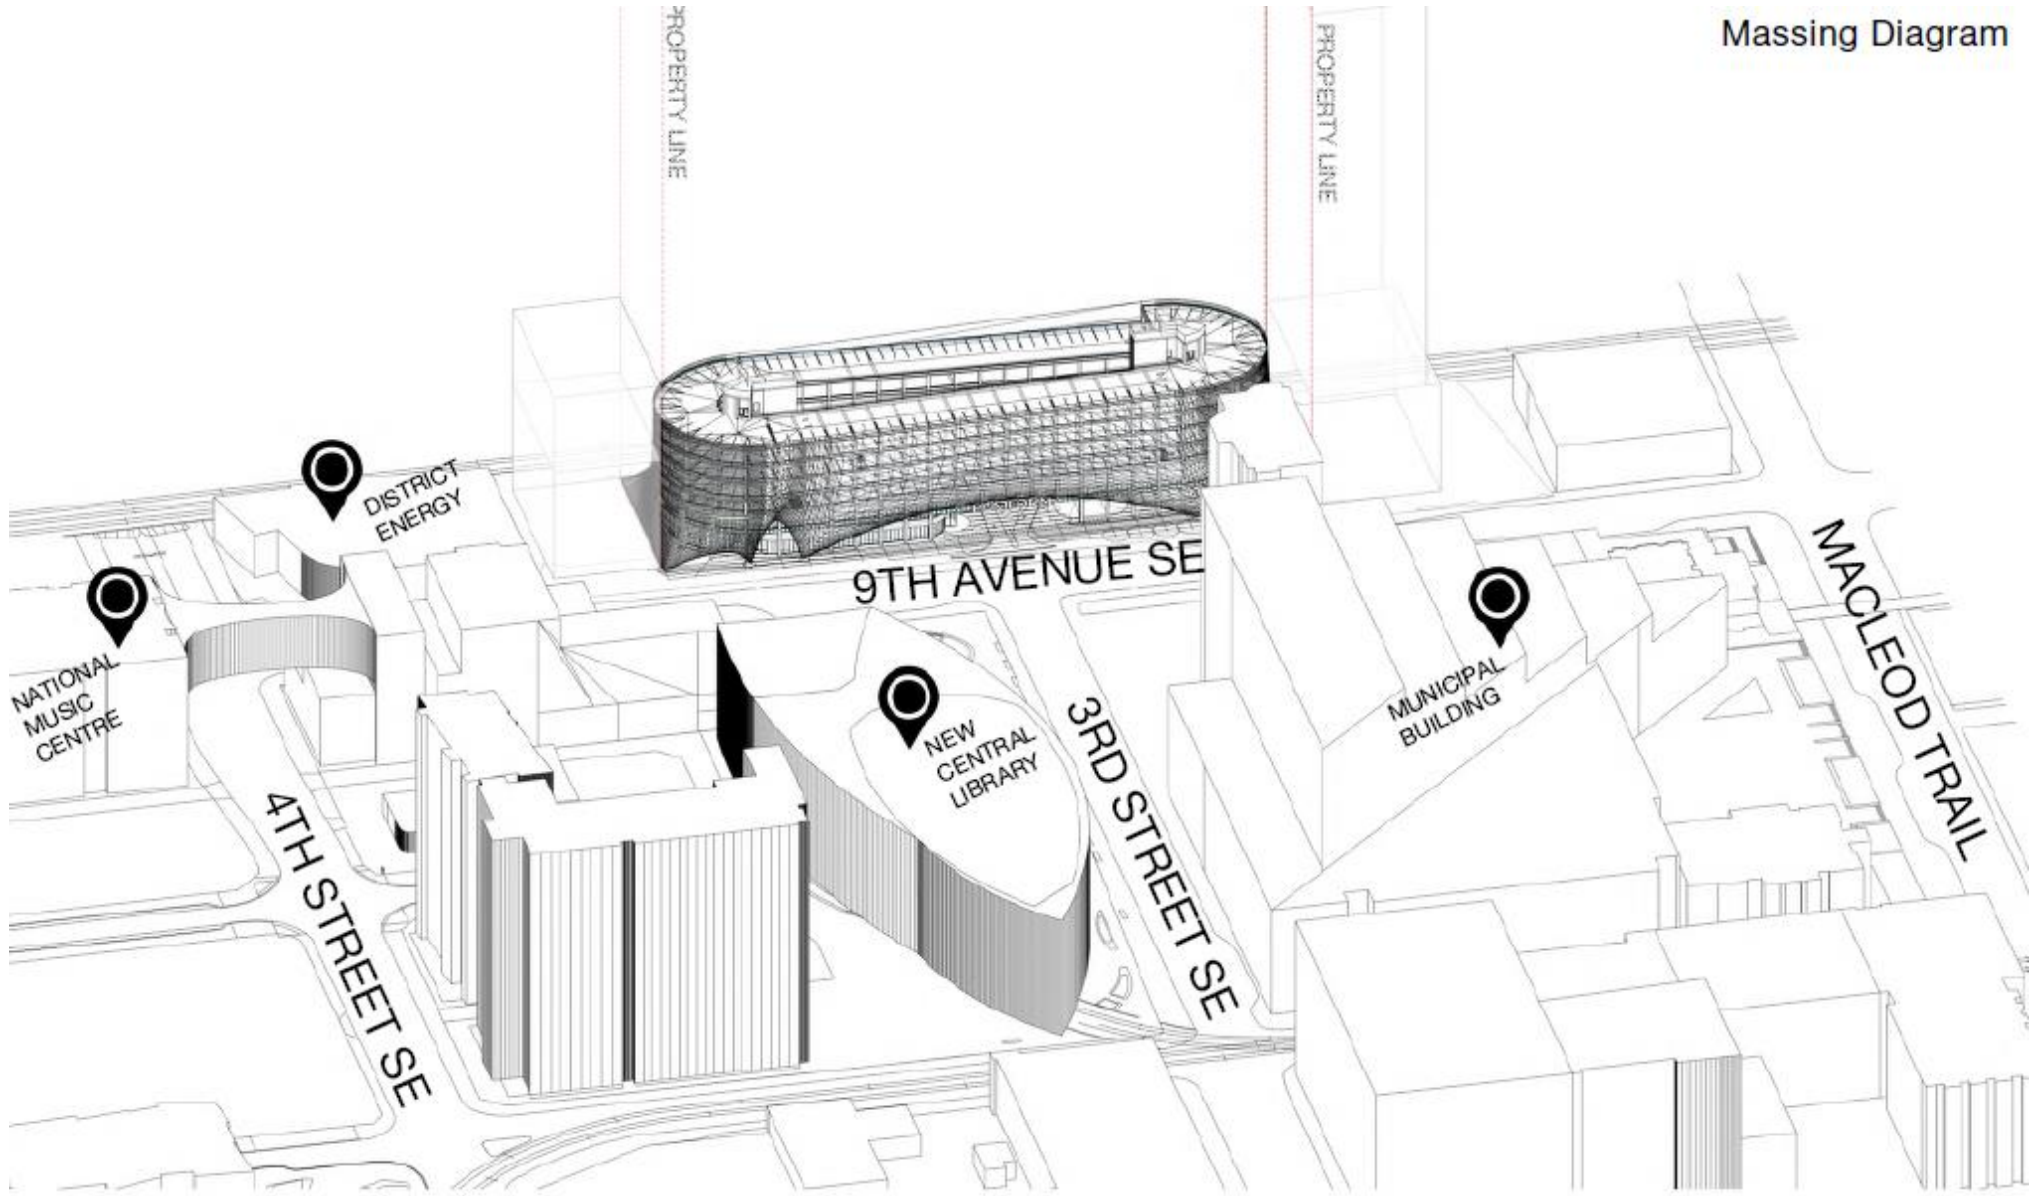 Massing Diagram
PROPERTY LINE
PROPERTY LINE
DISTRICT
ENERGY
9TH AVENUE SE
NATIONAL
MUSIC
CENTRE
MUNICIPAL
BUILDING
MACLEOD TRAIL
NEW
CENTRAL
LIBRARY
3RD STREET SE
4TH STREET SE